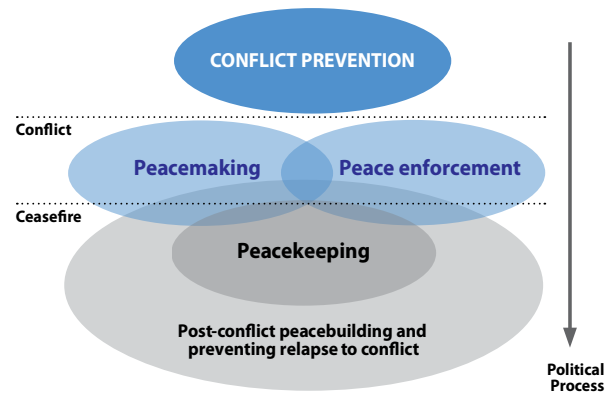 CONFLICT PREVENTION
Conflict
Peacemaking
Peace enforcement
Ceasefire
Peacekeeping
Post-conflict peacebuilding and
preventing relapse to conflict
Political
Process